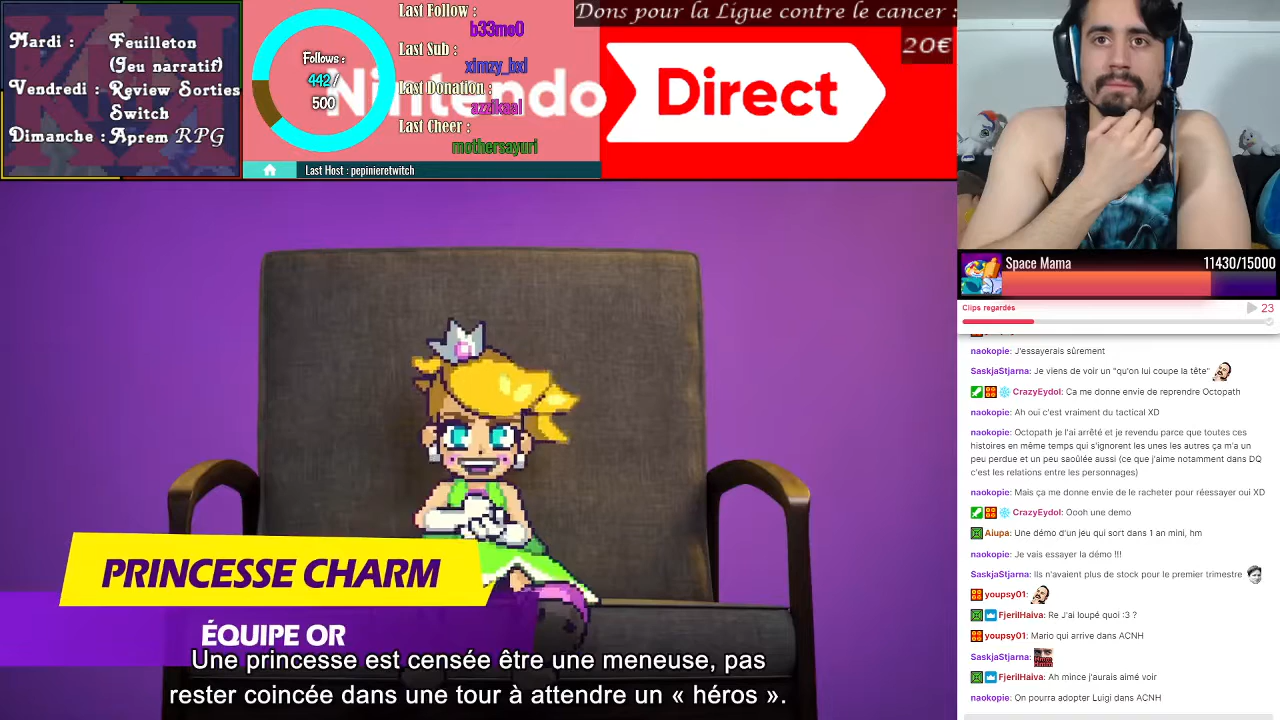 Mardi : Feuilleton
(Jeu narratif)
Vendredi : Review Sorties
Switch
Dimanche : Aprem RPG
Follows :
442 /
500
Last Follow :
b33mo0
Last Sub :
ximzy_lxd
Last Donation :
azzikaal
Last Cheer :
mothersayuri
Last Host : pepinieretwitch
Dons pour la Ligue contre le cancer :
20€
Nintendo Direct
Space Mama 11430/15000
Clips regardés 23
naokopie: J'essayerais sûrement
SaskjaStjarna: Je viens de voir un "qu'on lui coupe la tête"
CrazyEydol: Ca me donne envie de reprendre Octopath
naokopie: Ah oui c'est vraiment du tactical XD
naokopie: Octopath je l'ai arrêté et je revendu parce que toutes ces
histoires en même temps qui s'ignorent les unes les autres ça m'a un
peu perdue et un peu saoûlée aussi (ce que j'aime notamment dans DQ
c'est les relations entre les personnages)
naokopie: Mais ça me donne envie de le racheter pour réessayer oui XD
CrazyEydol: Oooh une demo
Aiupa: Une démo d'un jeu qui sort dans 1 an mini, hm
naokopie: Je vais essayer la démo !!!
SaskjaStjarna: Ils n'avaient plus de stock pour le premier trimestre
youpsy01:
FjerilHaiva: Re J'ai loupé quoi :3 ?
youpsy01: Mario qui arrive dans ACNH
SaskjaStjarna:
FjerilHaiva: Ah mince j'aurais aimé voir
naokopie: On pourra adopter Luigi dans ACNH
PRINCESSE CHARM
ÉQUIPE OR
Une princesse est censée être une meneuse, pas
rester coincée dans une tour à attendre un « héros ».